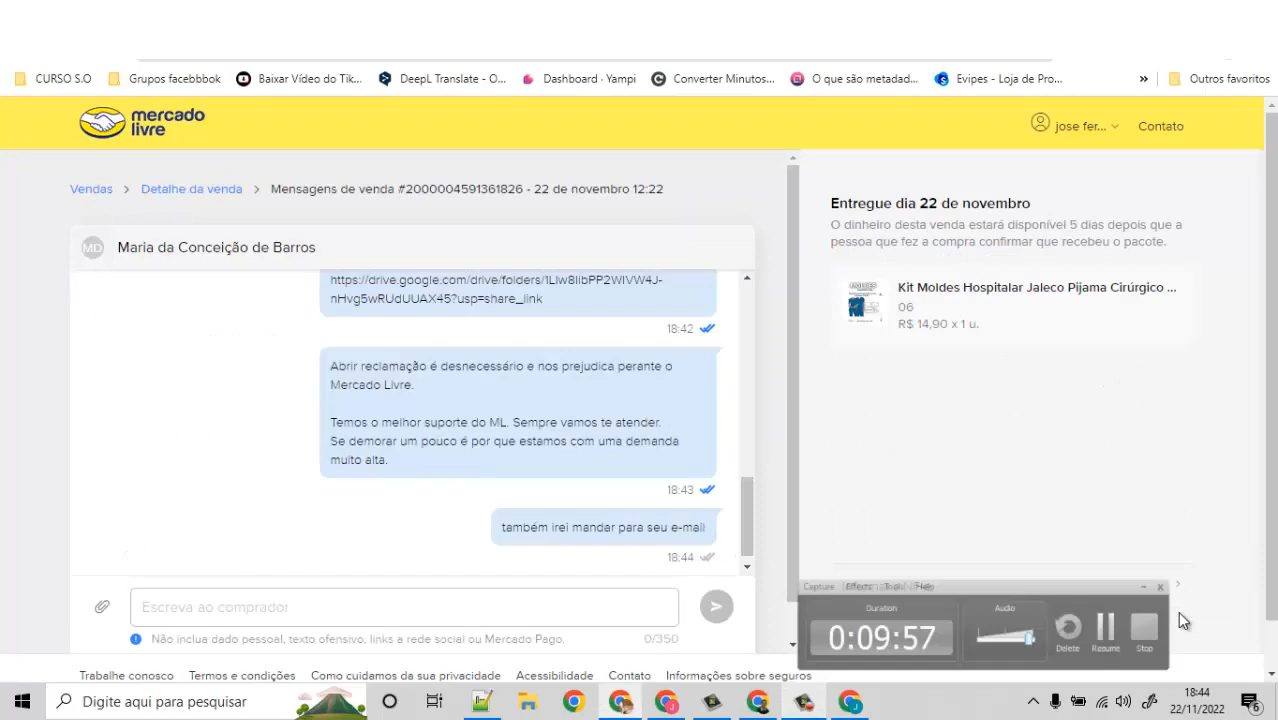 CURSO S.O
Grupos facebbbok
Baixar Vídeo do Tik...
DeepL Translate - O...
Dashboard · Yampi
Converter Minutos...
O que são metadad...
Evipes - Loja de Pro...
»
Outros favoritos
mercado
livre
jose fer...
Contato
Vendas > Detalhe da venda > Mensagens de venda #2000004591361826 - 22 de novembro 12:22
MD Maria da Conceição de Barros
https://drive.google.com/drive/folders/1Llw8IibPP2WIVW4J-
nHvg5wRUdUUAX45?usp=share_link
18:42
Abrir reclamação é desnecessário e nos prejudica perante o
Mercado Livre.
Temos o melhor suporte do ML. Sempre vamos te atender.
Se demorar um pouco é por que estamos com uma demanda
muito alta.
18:43
também irei mandar para seu e-mail
18:44
Escreva ao comprador
Não inclua dado pessoal, texto ofensivo, links a rede social ou Mercado Pago.
0/350
Entregue dia 22 de novembro
O dinheiro desta venda estará disponível 5 dias depois que a
pessoa que fez a compra confirmar que recebeu o pacote.
Kit Moldes Hospitalar Jaleco Pijama Cirúrgico ...
06
R$ 14,90 x 1 u.
Capture Effects Tools Help
Duration
0:09:57
Audio
Delete
Resume
Stop
Trabalhe conosco
Termos e condições
Como cuidamos da sua privacidade
Acessibilidade
Contato
Informações sobre seguros
Digite aqui para pesquisar
18:44
22/11/2022
6